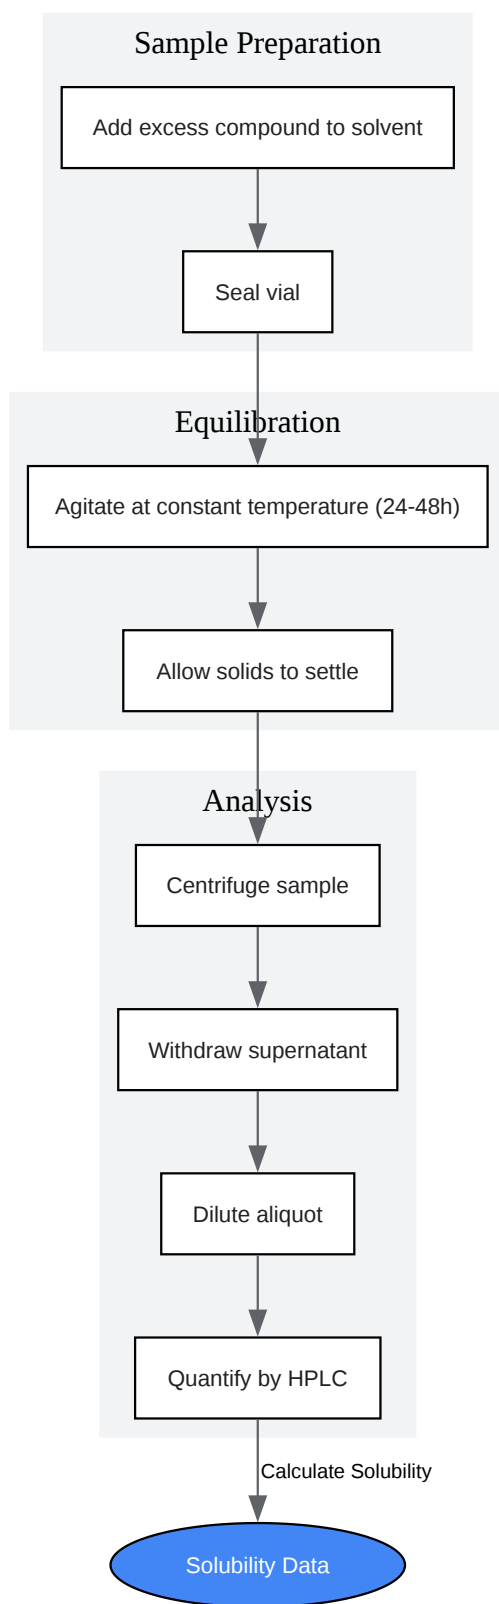 Sample Preparation
Add excess compound to solvent
Seal vial
Equilibration
Agitate at constant temperature (24-48h)
Allow solids to settle
Analysis
Centrifuge sample
Withdraw supernatant
Dilute aliquot
Quantify by HPLC
Calculate Solubility
Solubility Data